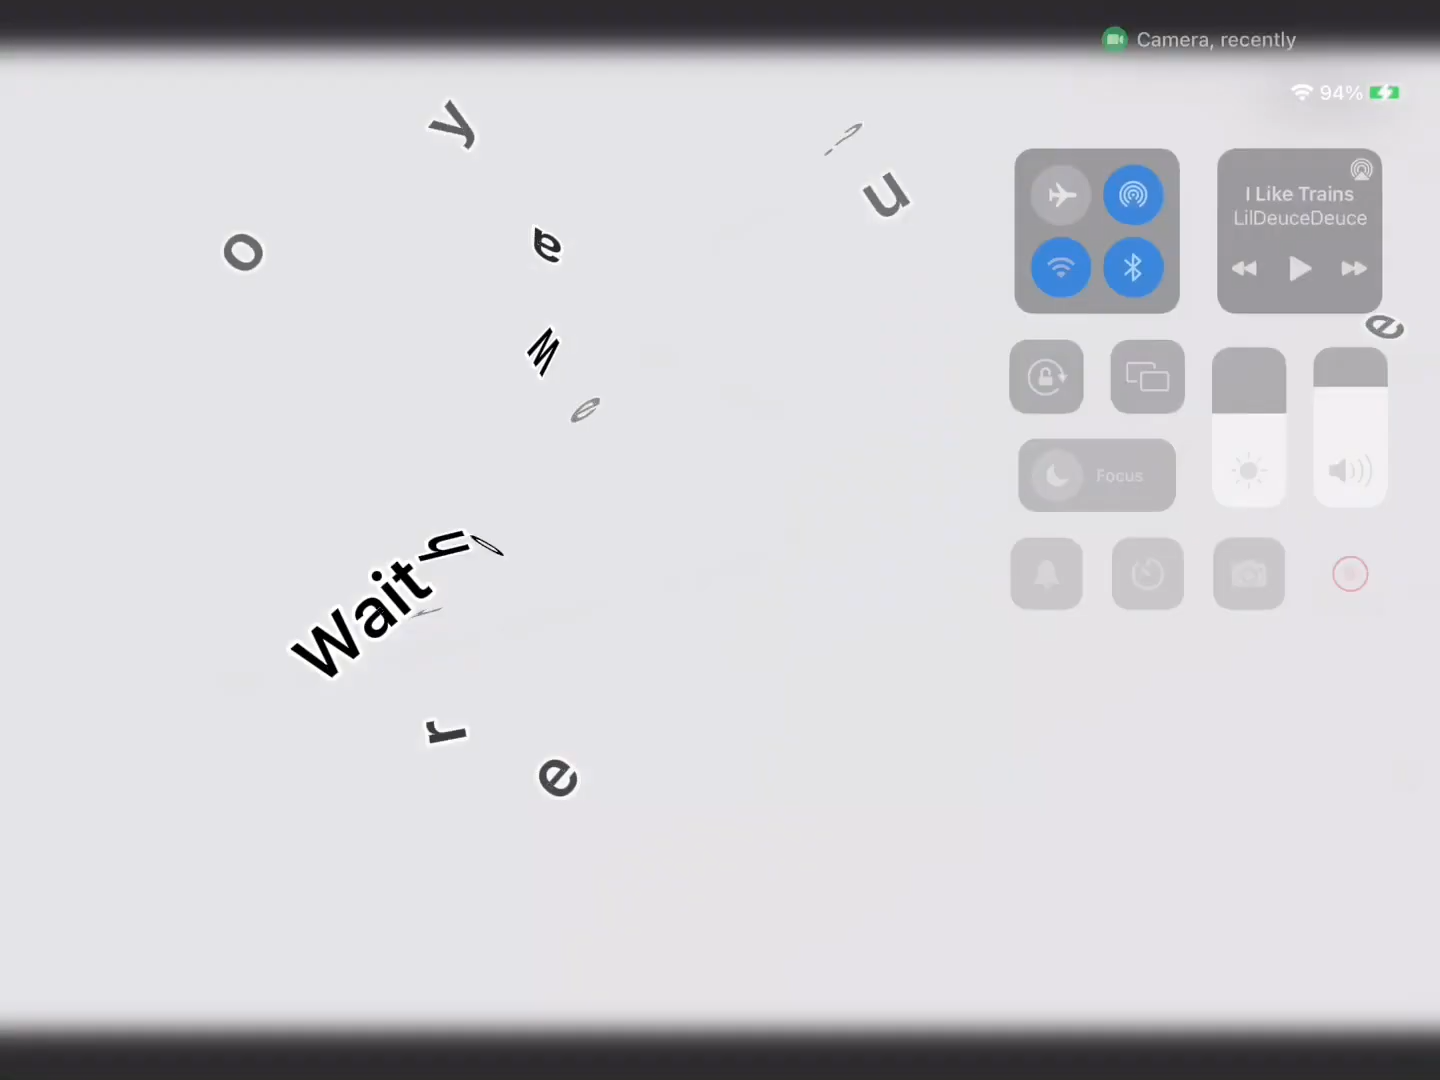 Camera, recently
94%
I Like Trains
LilDeuceDeuce
Focus
Wait
y
?
u
o
a
e
w
e
h
o
r
e